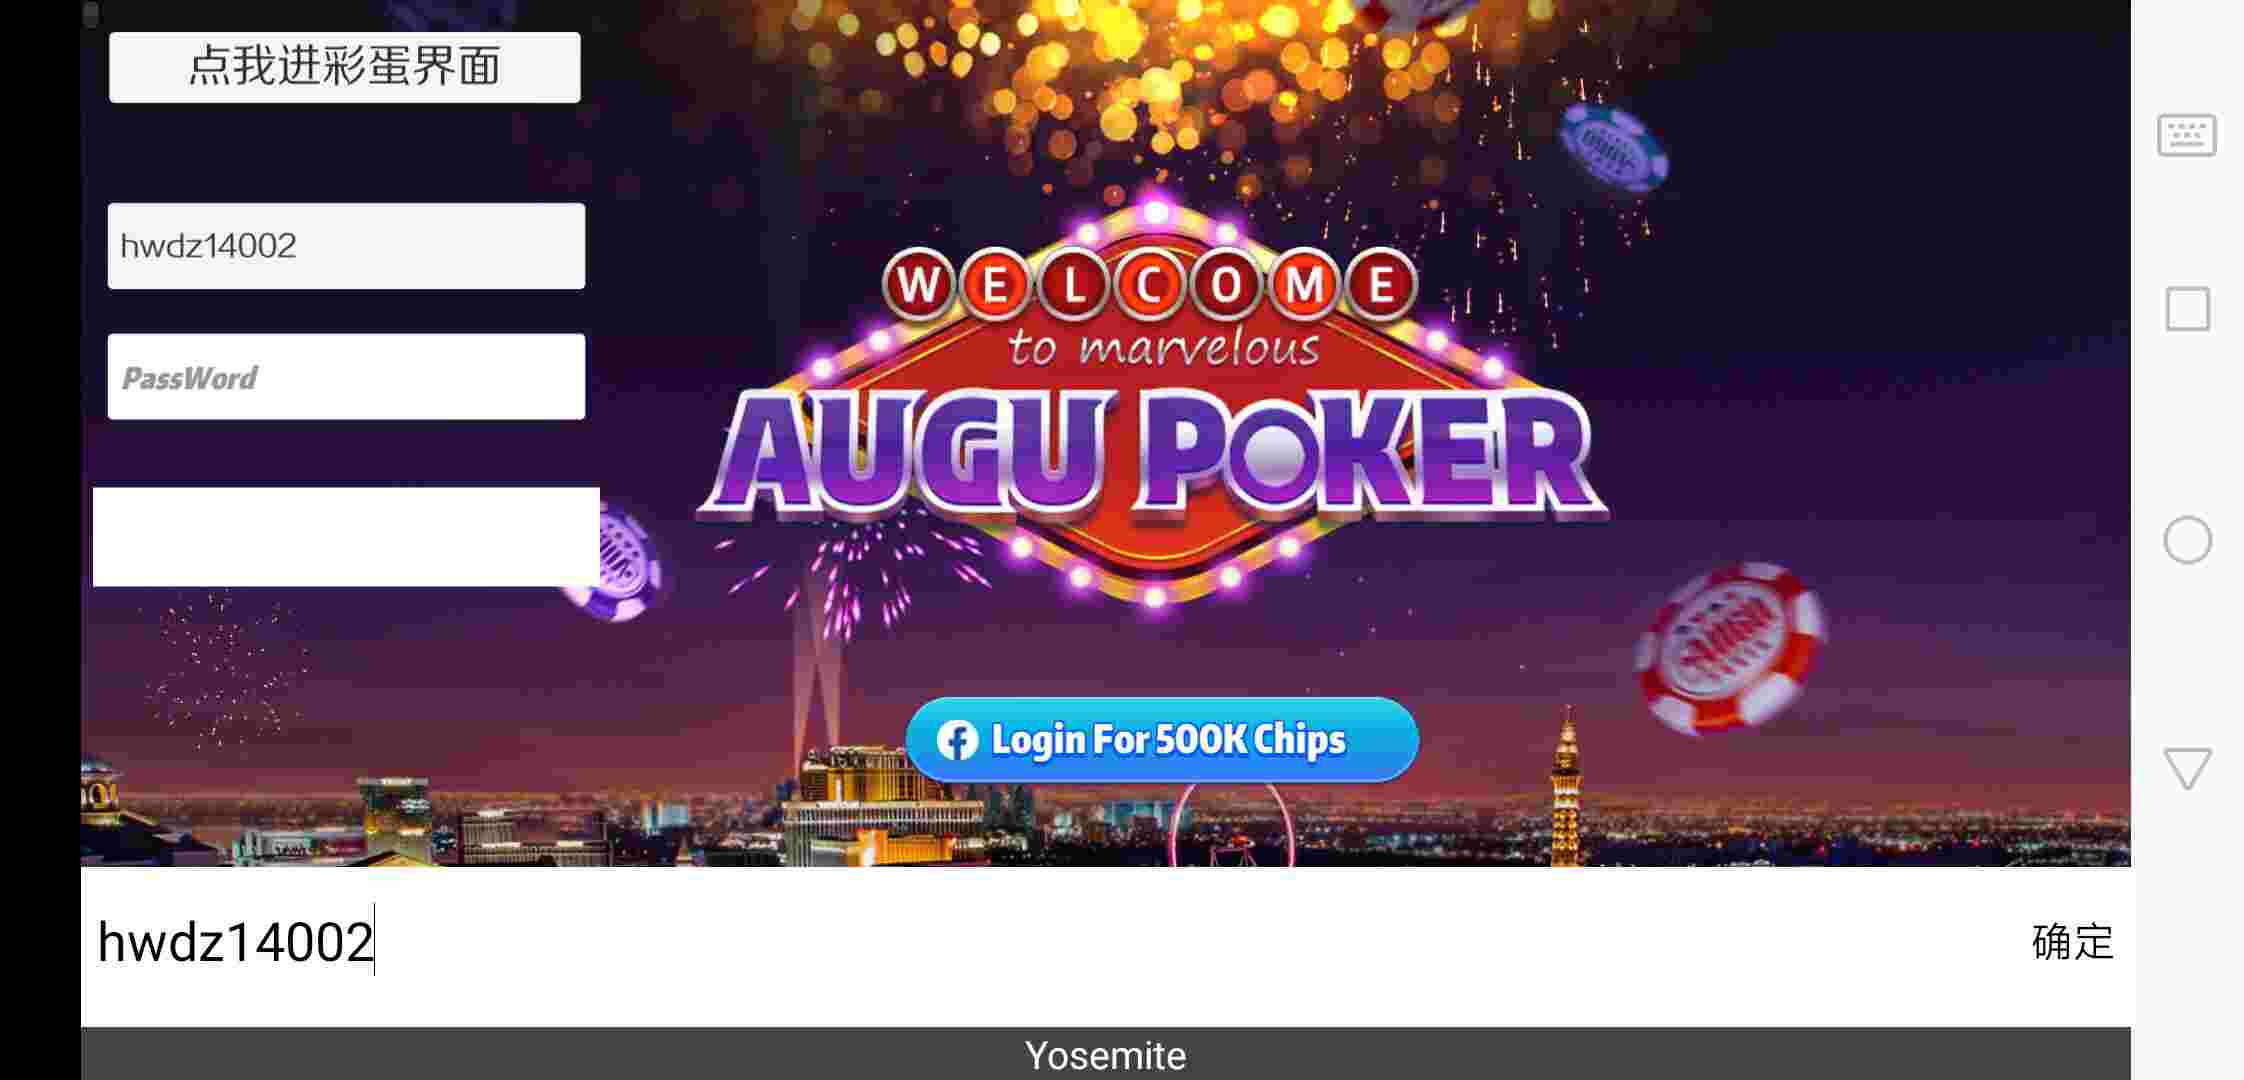 点我进彩蛋界面
hwdz14002
PassWord
WELCOME
to marvelous
AUGU POKER
Login For 500K Chips
hwdz14002
确定
Yosemite